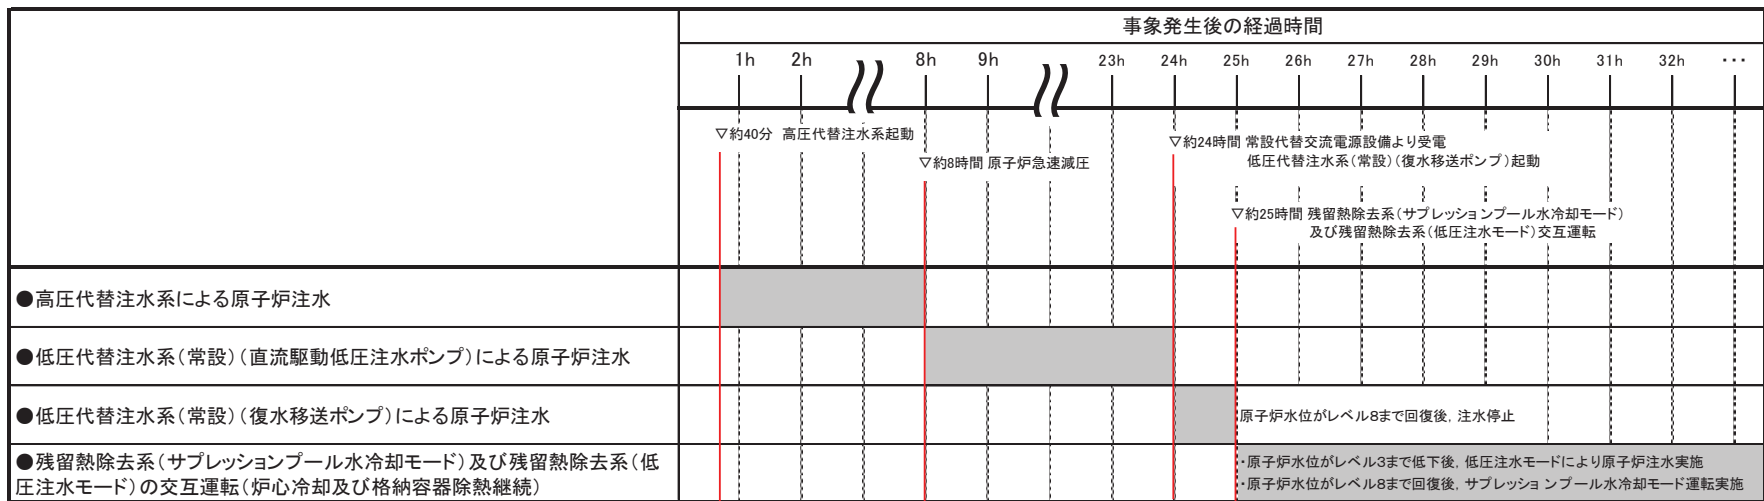 事象発生後の経過時間
1h 2h 8h 9h 23h 24h 25h 26h 27h 28h 29h 30h 31h 32h ・・・
▽約40分 高圧代替注水系起動
▽約24時間 常設代替交流電源設備より受電
低圧代替注水系(常設)(復水移送ポンプ)起動
▽約8時間 原子炉急速減圧
▽約25時間 残留熱除去系(サプレッションプール水冷却モード)
及び残留熱除去系(低圧注水モード)交互運転
●高圧代替注水系による原子炉注水
●低圧代替注水系(常設)(直流駆動低圧注水ポンプ)による原子炉注水
●低圧代替注水系(常設)(復水移送ポンプ)による原子炉注水
原子炉水位がレベル8まで回復後, 注水停止
●残留熱除去系(サプレッションプール水冷却モード)及び残留熱除去系(低
圧注水モード)の交互運転(炉心冷却及び格納容器除熱継続)
・原子炉水位がレベル3まで低下後, 低圧注水モードにより原子炉注水実施
・原子炉水位がレベル8まで回復後, サプレッションプール水冷却モード運転実施